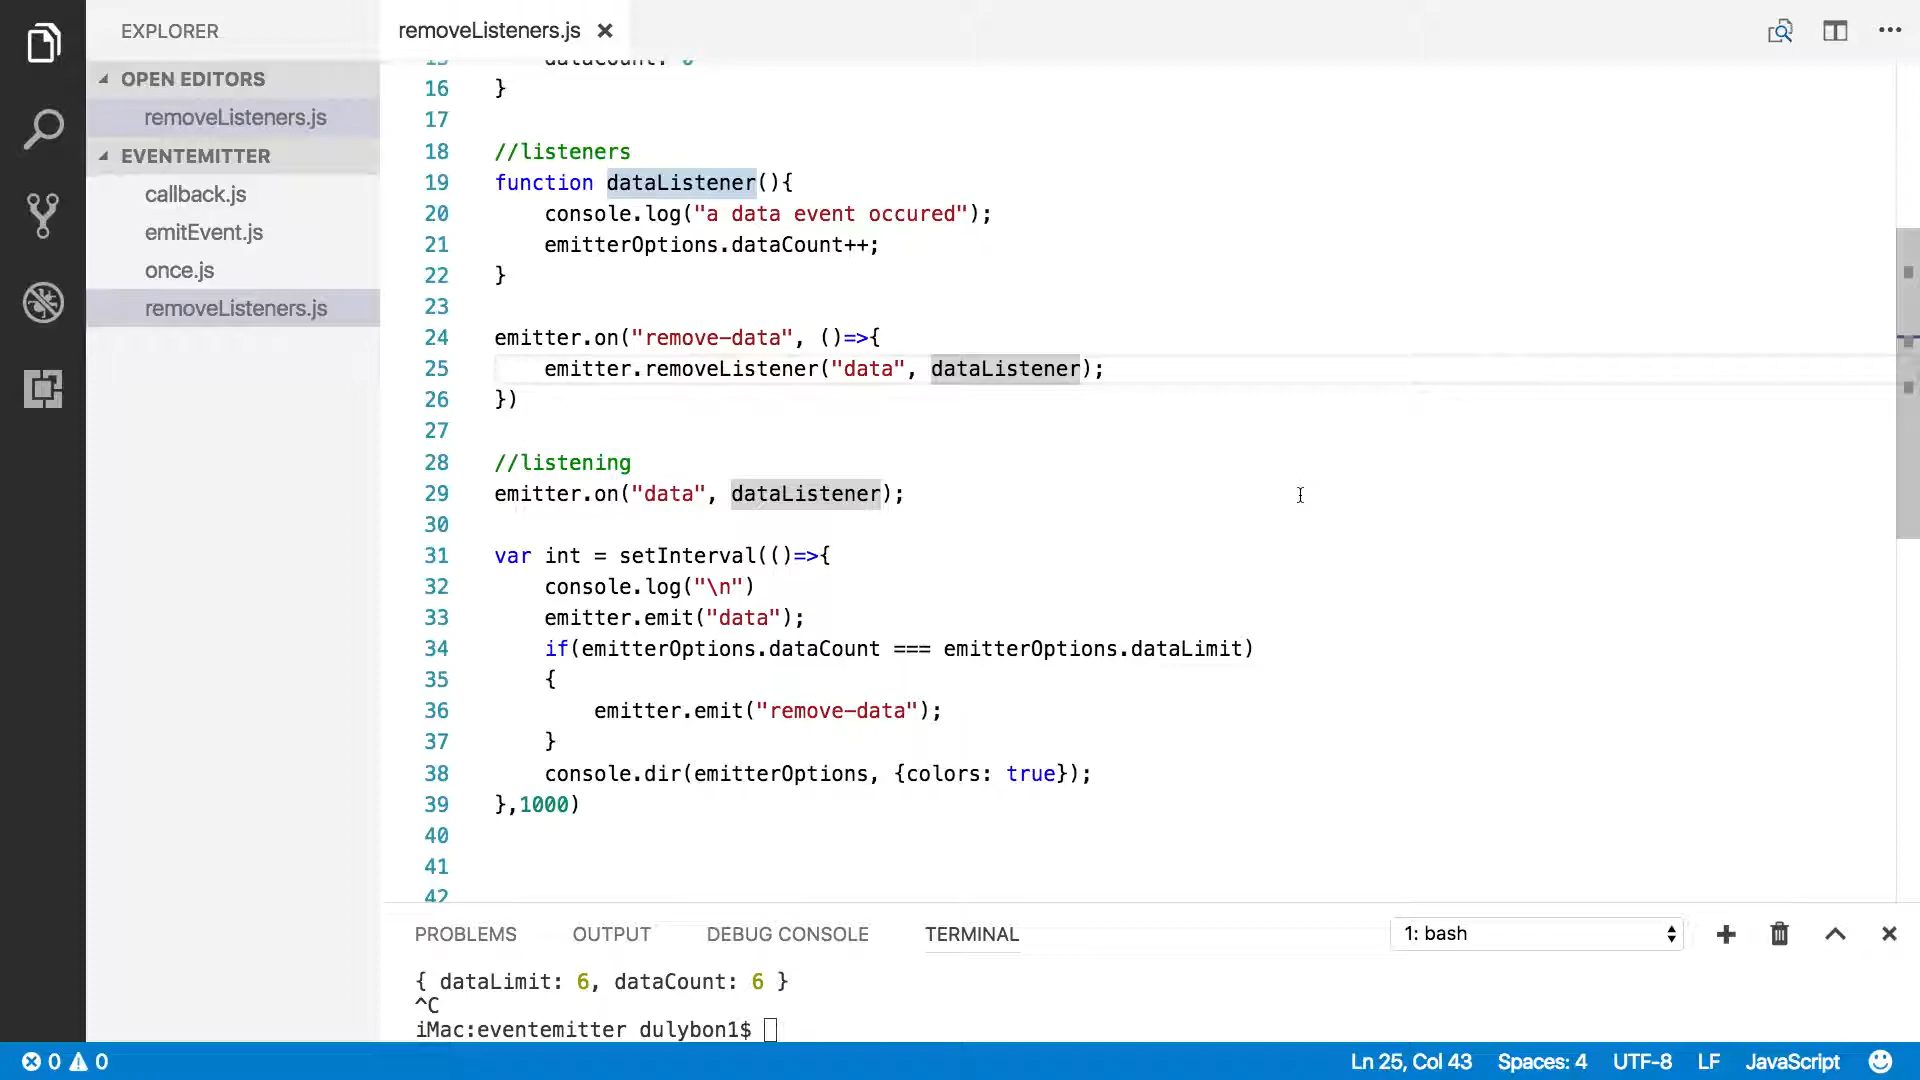 EXPLORER
OPEN EDITORS
removeListeners.js
EVENTEMITTER
callback.js
emitEvent.js
once.js
removeListeners.js
removeListeners.js
15 dataCount: 0
16 }
17
18 //listeners
19 function dataListener(){
20 console.log("a data event occured");
21 emitterOptions.dataCount++;
22 }
23
24 emitter.on("remove-data", ()=>{
25 emitter.removeListener("data", dataListener);
26 })
27
28 //listening
29 emitter.on("data", dataListener);
30
31 var int = setInterval(()=>{
32 console.log("\n")
33 emitter.emit("data");
34 if(emitterOptions.dataCount === emitterOptions.dataLimit)
35 {
36 emitter.emit("remove-data");
37 }
38 console.dir(emitterOptions, {colors: true});
39 },1000)
40
41
42
PROBLEMS OUTPUT DEBUG CONSOLE TERMINAL 1: bash
{ dataLimit: 6, dataCount: 6 }
^C
iMac:eventemitter dulybon1$
0 0 Ln 25, Col 43 Spaces: 4 UTF-8 LF JavaScript